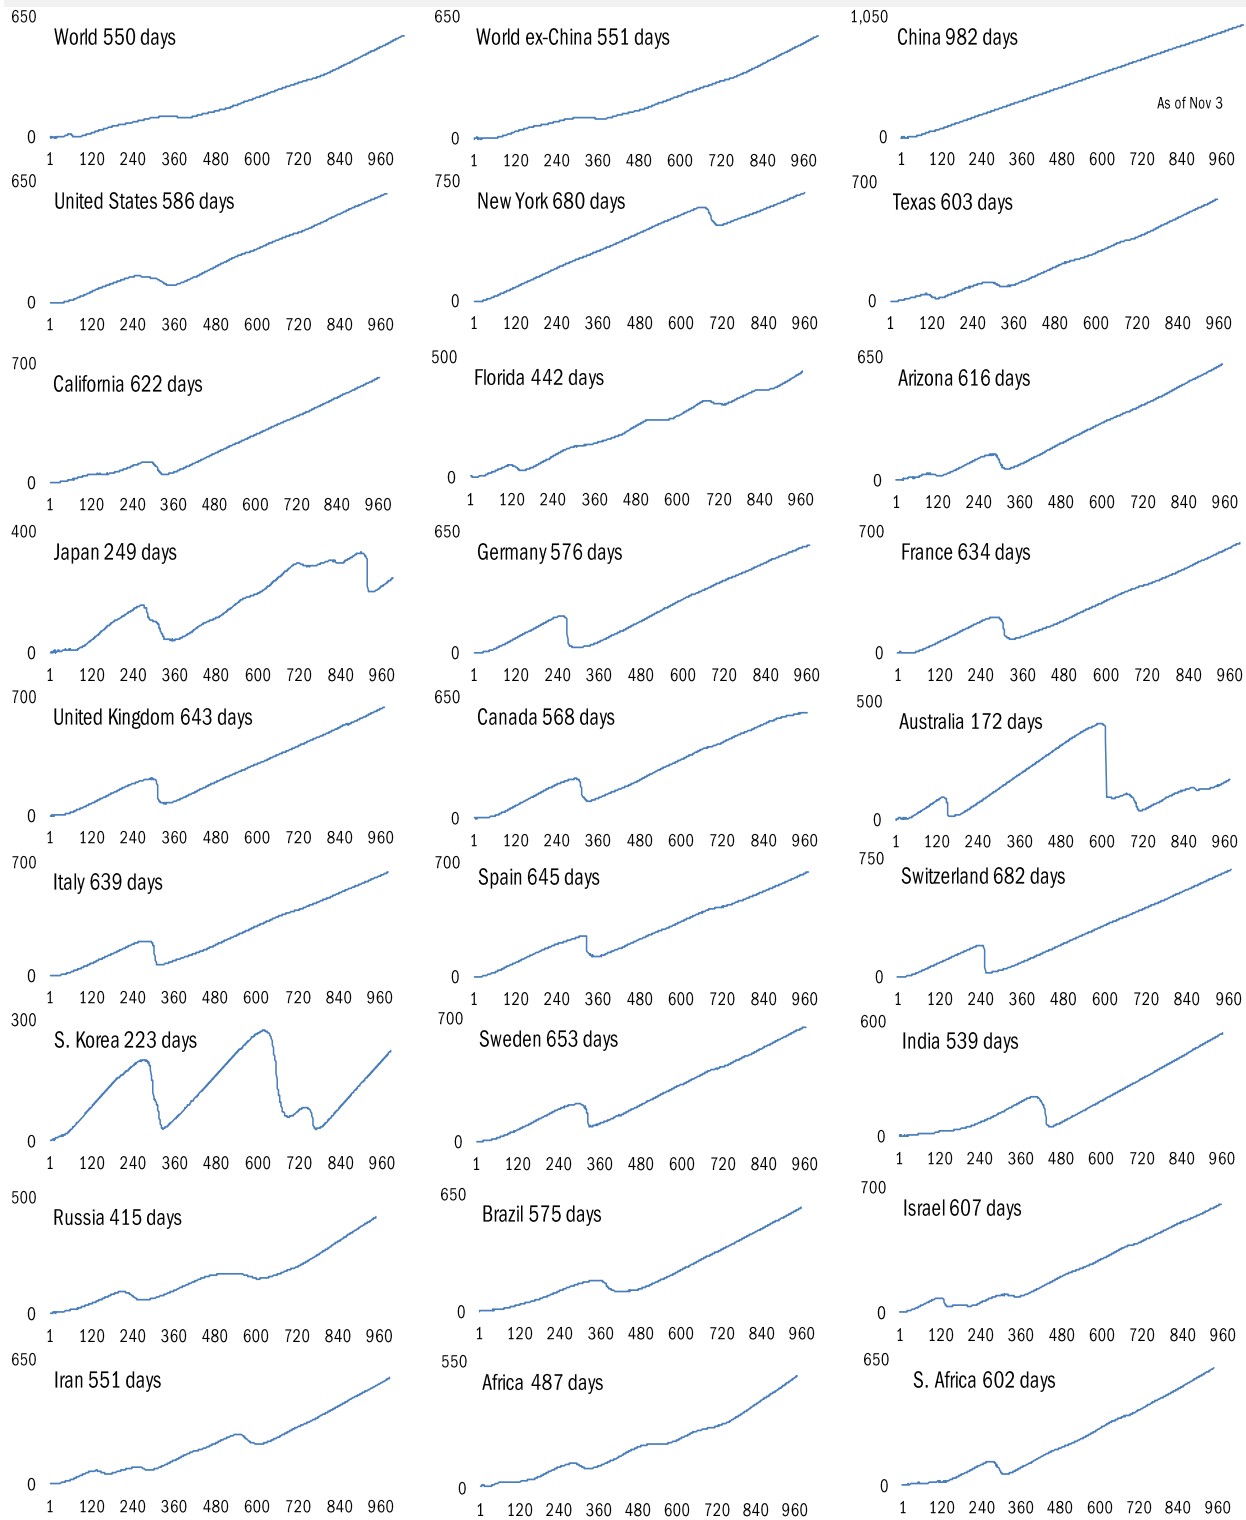 650 650 1,050
World 550 days World ex-China 551 days China 982 days
As of Nov 3
0 0 0
1 120 240 360 480 600 720 840 960 1 120 240 360 480 600 720 840 960 1 120 240 360 480 600 720 840 960
650 750 700
United States 586 days New York 680 days Texas 603 days
0 0 0
1 120 240 360 480 600 720 840 960 1 120 240 360 480 600 720 840 960 1 120 240 360 480 600 720 840 960
700 500 650
California 622 days Florida 442 days Arizona 616 days
0 0 0
1 120 240 360 480 600 720 840 960 1 120 240 360 480 600 720 840 960 1 120 240 360 480 600 720 840 960
400 650 700
Japan 249 days Germany 576 days France 634 days
0 0 0
1 120 240 360 480 600 720 840 960 1 120 240 360 480 600 720 840 960 1 120 240 360 480 600 720 840 960
700 650 500
United Kingdom 643 days Canada 568 days Australia 172 days
0 0 0
1 120 240 360 480 600 720 840 960 1 120 240 360 480 600 720 840 960 1 120 240 360 480 600 720 840 960
700 700 750
Italy 639 days Spain 645 days Switzerland 682 days
0 0 0
1 120 240 360 480 600 720 840 960 1 120 240 360 480 600 720 840 960 1 120 240 360 480 600 720 840 960
300 700 600
S. Korea 223 days Sweden 653 days India 539 days
0 0 0
1 120 240 360 480 600 720 840 960 1 120 240 360 480 600 720 840 960 1 120 240 360 480 600 720 840 960
500 650 700
Russia 415 days Brazil 575 days Israel 607 days
0 0 0
1 120 240 360 480 600 720 840 960 1 120 240 360 480 600 720 840 960 1 120 240 360 480 600 720 840 960
650 550 650
Iran 551 days Africa 487 days S. Africa 602 days
0 0 0
1 120 240 360 480 600 720 840 960 1 120 240 360 480 600 720 840 960 1 120 240 360 480 600 720 840 960